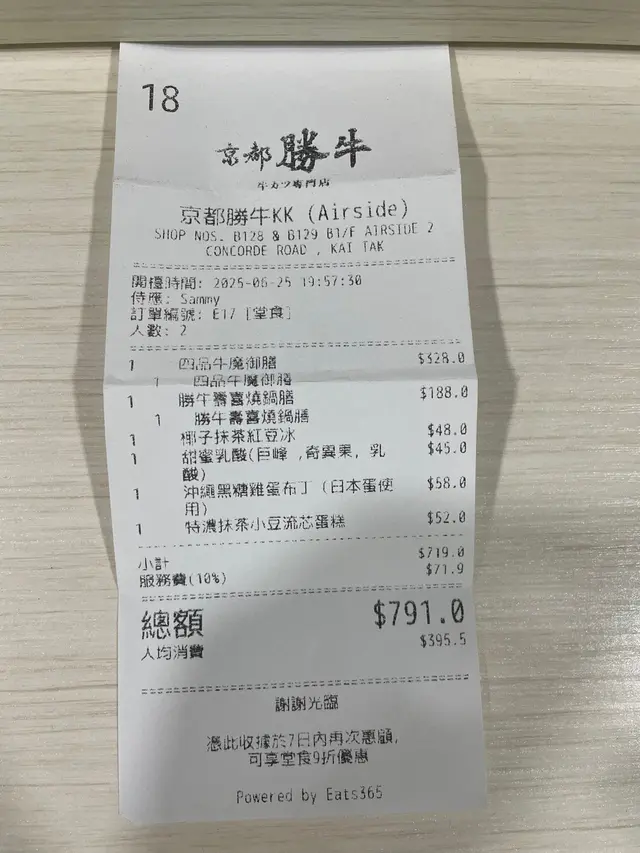 18
京都 勝牛
牛カツ専門店
京都勝牛KK (Airside)
SHOP NOS. B128 & B129 B1/F AIRSIDE 2
CONCORDE ROAD , KAI TAK
開檯時間: 2025-06-25 19:57:30
侍應: Sammy
訂單編號: E17 [堂食]
人數: 2
1 四品牛魔御膳 $328.0
1 四品牛魔御膳
1 勝牛壽喜燒鍋膳 $188.0
1 勝牛壽喜燒鍋膳
1 椰子抹茶紅豆冰 $48.0
1 甜蜜乳酸(巨峰 ,奇異果, 乳 $45.0
酸)
1 沖繩黑糖雞蛋布丁 (日本蛋使 $58.0
用)
1 特濃抹茶小豆流芯蛋糕 $52.0
小計 $719.0
服務費(10%) $71.9
總額 $791.0
人均消費 $395.5
謝謝光臨
憑此收據於7日內再次惠顧,
可享堂食9折優惠
Powered by Eats365